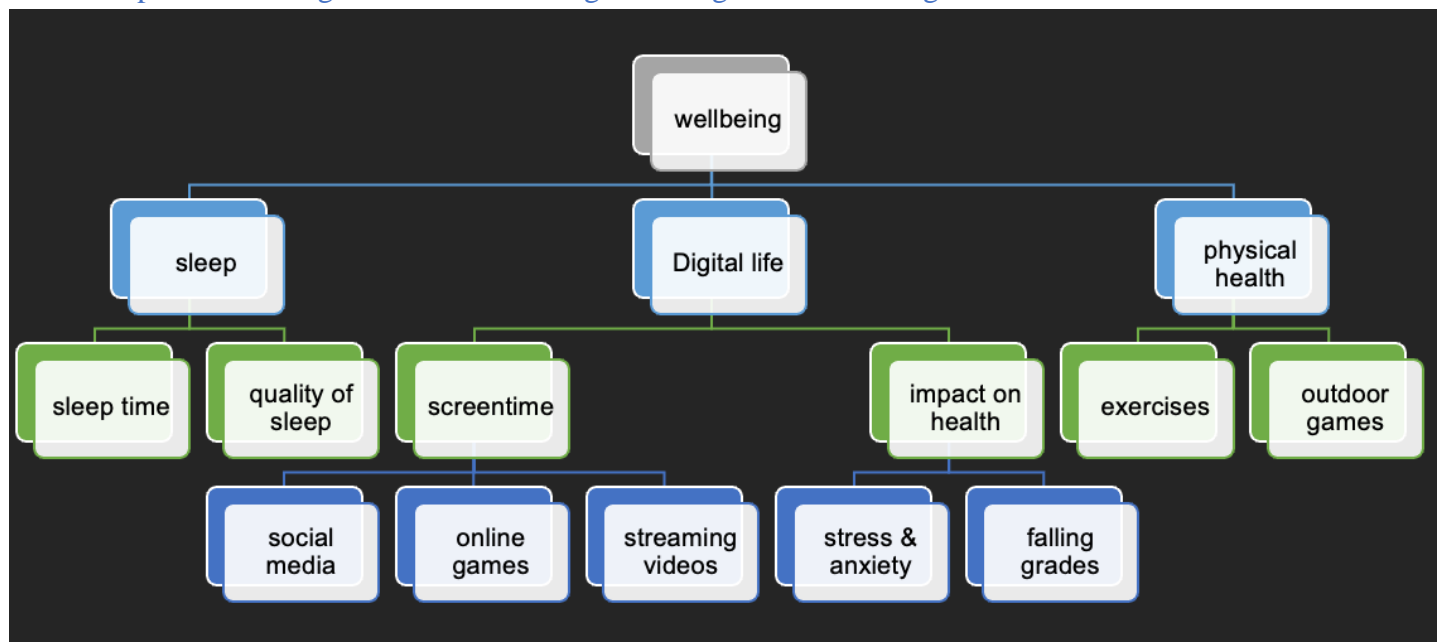 wellbeing
sleep
Digital life
physical
health
sleep time
quality of
sleep
screentime
impact on
health
exercises
outdoor
games
social
media
online
games
streaming
videos
stress &
anxiety
falling
grades